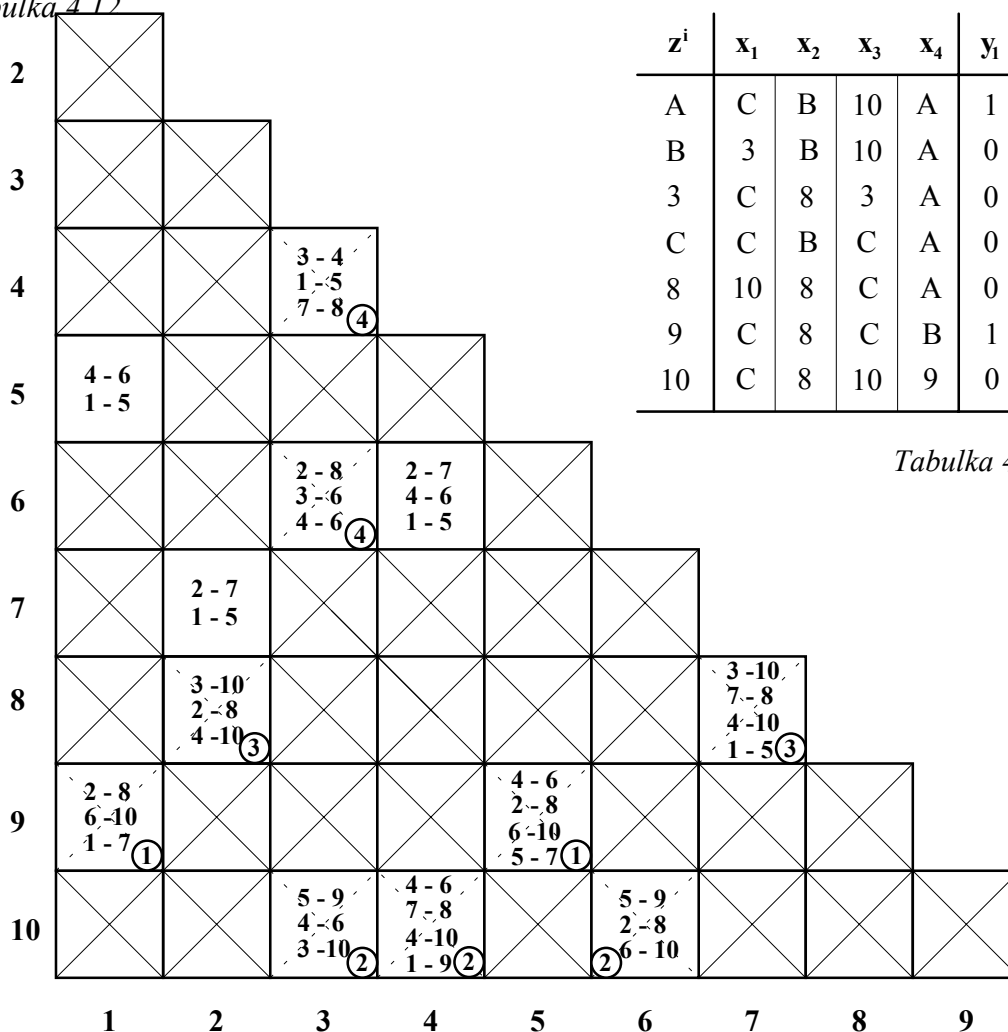 Tabulka 4.12
zⁱ x₁ x₂ x₃ x₄ y₁
A C B 10 A 1
B 3 B 10 A 0
3 C 8 3 A 0
C C B C A 0
8 10 8 C A 0
9 C 8 C B 1
10 C 8 10 9 0
Tabulka 4
2
3
4
3 - 4
1 - 5
7 - 8
4
5
4 - 6
1 - 5
6
2 - 8
3 - 6
4 - 6
4
2 - 7
4 - 6
1 - 5
7
2 - 7
1 - 5
8
3 -10
2 - 8
4 -10
3
3 -10
7 - 8
4 -10
1 - 5
3
9
2 - 8
6 -10
1 - 7
1
4 - 6
2 - 8
6 -10
5 - 7
1
10
5 - 9
4 - 6
3 -10
2
4 - 6
7 - 8
4 -10
1 - 9
2
5 - 9
2 - 8
6 - 10
2
1 2 3 4 5 6 7 8 9